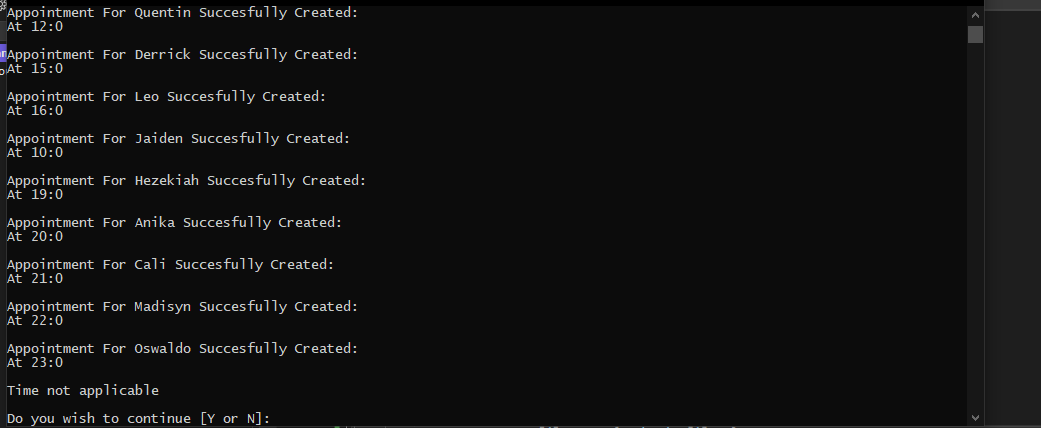 Appointment For Quentin Succesfully Created:
At 12:0
Appointment For Derrick Succesfully Created:
At 15:0
Appointment For Leo Succesfully Created:
At 16:0
Appointment For Jaiden Succesfully Created:
At 10:0
Appointment For Hezekiah Succesfully Created:
At 19:0
Appointment For Anika Succesfully Created:
At 20:0
Appointment For Cali Succesfully Created:
At 21:0
Appointment For Madisyn Succesfully Created:
At 22:0
Appointment For Oswaldo Succesfully Created:
At 23:0
Time not applicable
Do you wish to continue [Y or N]: